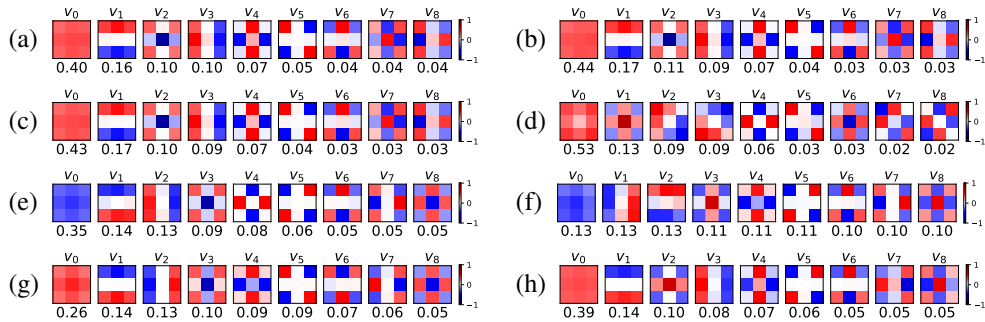 v0 v1 v2 v3 v4 v5 v6 v7 v8
(a) 1 0 −1
0.40 0.16 0.10 0.10 0.07 0.05 0.04 0.04 0.04
v0 v1 v2 v3 v4 v5 v6 v7 v8
(b) 1 0 −1
0.44 0.17 0.11 0.09 0.07 0.04 0.03 0.03 0.03
v0 v1 v2 v3 v4 v5 v6 v7 v8
(c) 1 0 −1
0.43 0.17 0.10 0.09 0.07 0.04 0.03 0.03 0.03
v0 v1 v2 v3 v4 v5 v6 v7 v8
(d) 1 0 −1
0.53 0.13 0.09 0.09 0.06 0.03 0.03 0.02 0.02
v0 v1 v2 v3 v4 v5 v6 v7 v8
(e) 1 0 −1
0.35 0.14 0.13 0.09 0.08 0.06 0.05 0.05 0.05
v0 v1 v2 v3 v4 v5 v6 v7 v8
(f) 1 0 −1
0.13 0.13 0.13 0.11 0.11 0.11 0.10 0.10 0.10
v0 v1 v2 v3 v4 v5 v6 v7 v8
(g) 1 0 −1
0.26 0.14 0.13 0.10 0.09 0.09 0.07 0.06 0.05
v0 v1 v2 v3 v4 v5 v6 v7 v8
(h) 1 0 −1
0.39 0.14 0.10 0.08 0.07 0.06 0.06 0.05 0.05